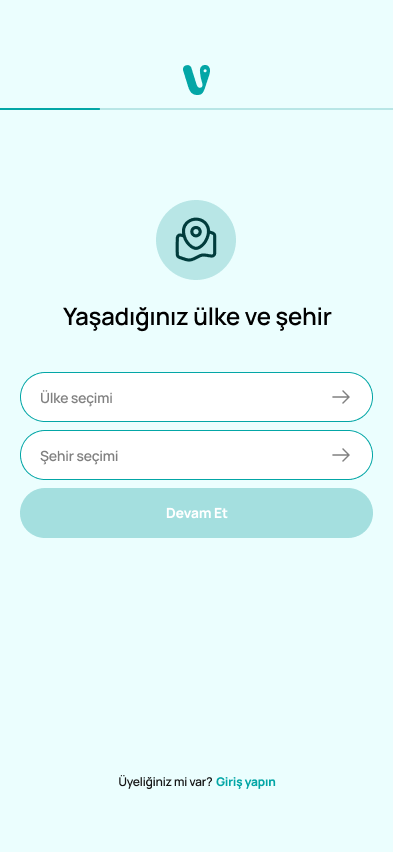 Yaşadığınız ülke ve şehir
Ülke seçimi
Şehir seçimi
Devam Et
Üyeliğiniz mi var? Giriş yapın